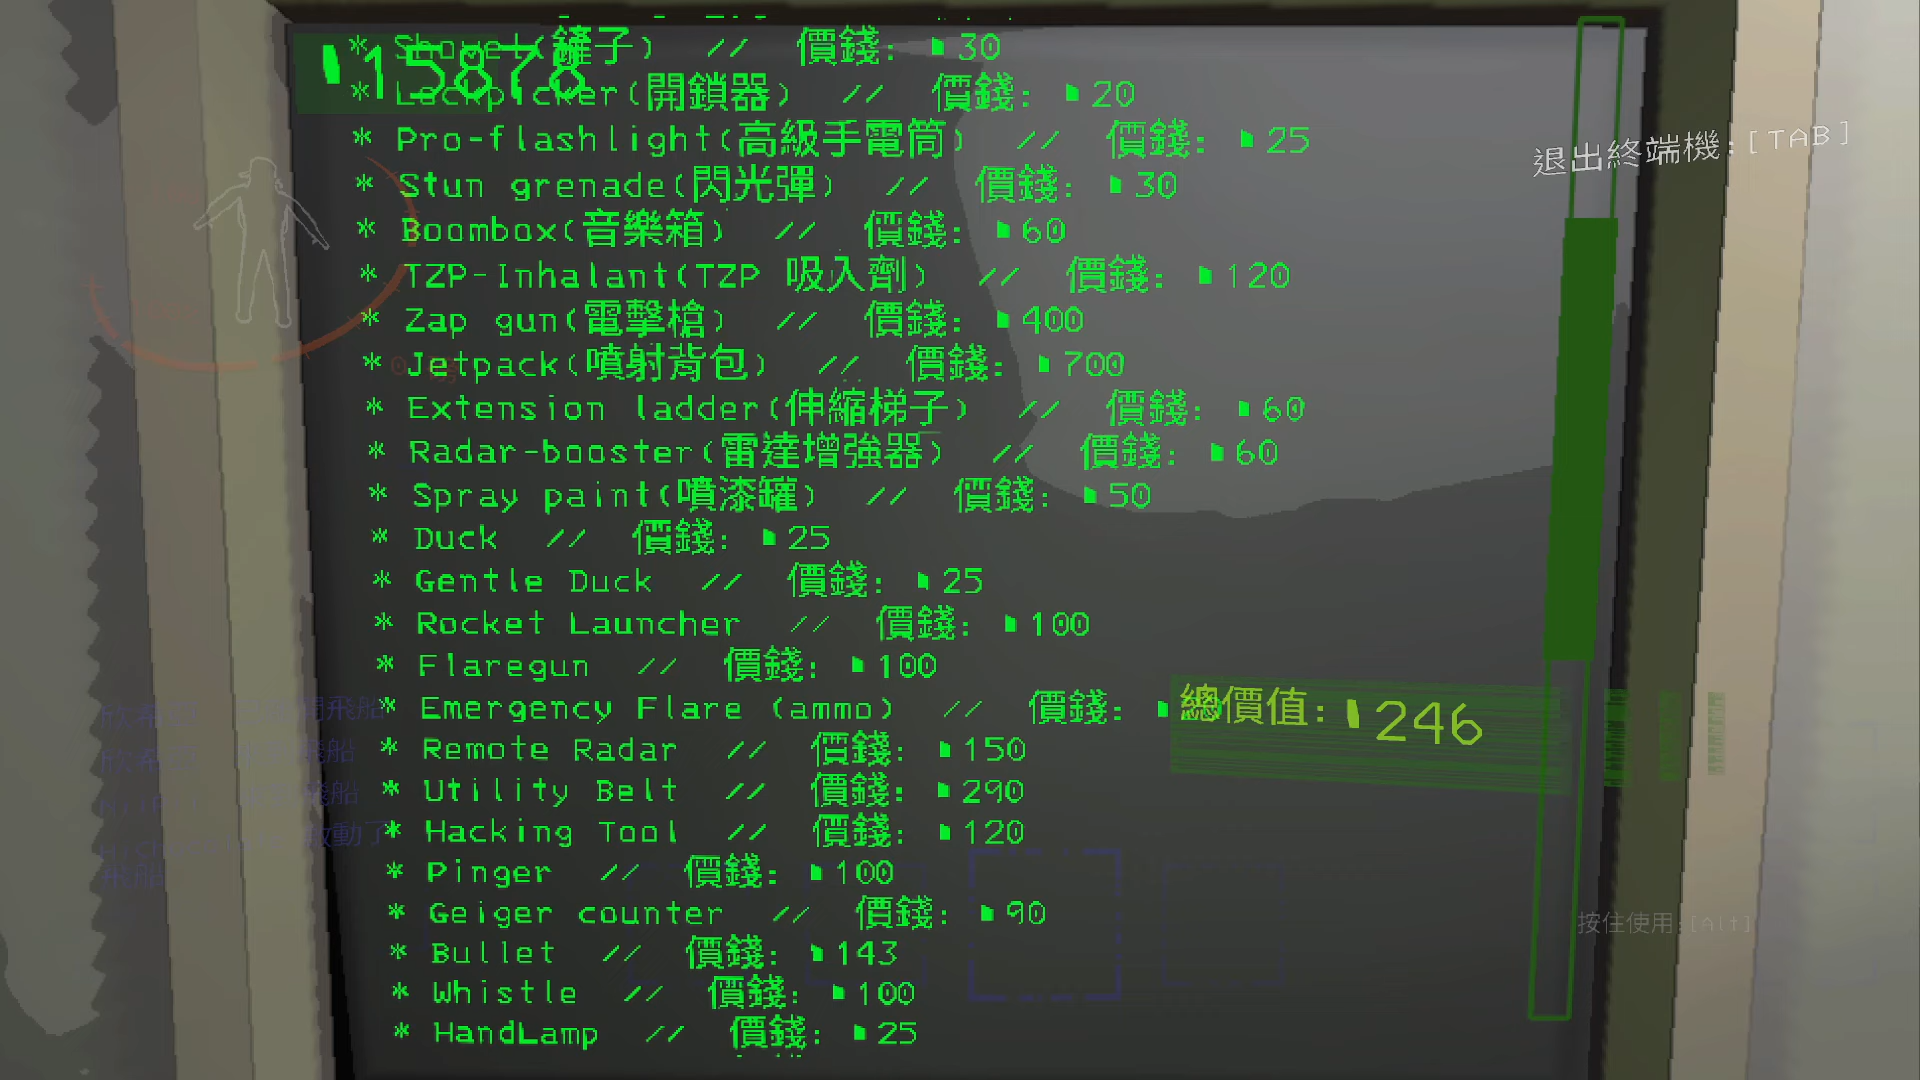 * Shovel(鏟子) // 價錢: 30
15878
* Lockpicker(開鎖器) // 價錢: 20
* Pro-flashlight(高級手電筒) // 價錢: 25
退出終端機:[TAB]
* Stun grenade(閃光彈) // 價錢: 30
* Boombox(音樂箱) // 價錢: 60
* TZP-Inhalant(TZP 吸入劑) // 價錢: 120
* Zap gun(電擊槍) // 價錢: 400
* Jetpack(噴射背包) // 價錢: 700
* Extension ladder(伸縮梯子) // 價錢: 60
* Radar-booster(雷達增強器) // 價錢: 60
* Spray paint(噴漆罐) // 價錢: 50
* Duck // 價錢: 25
* Gentle Duck // 價錢: 25
* Rocket Launcher // 價錢: 100
* Flaregun // 價錢: 100
* Emergency Flare (ammo) // 價錢:
總價值: 246
* Remote Radar // 價錢: 150
* Utility Belt // 價錢: 290
* Hacking Tool // 價錢: 120
* Pinger // 價錢: 100
* Geiger counter // 價錢: 90
按住使用:[Alt]
* Bullet // 價錢: 143
* Whistle // 價錢: 100
* HandLamp // 價錢: 25